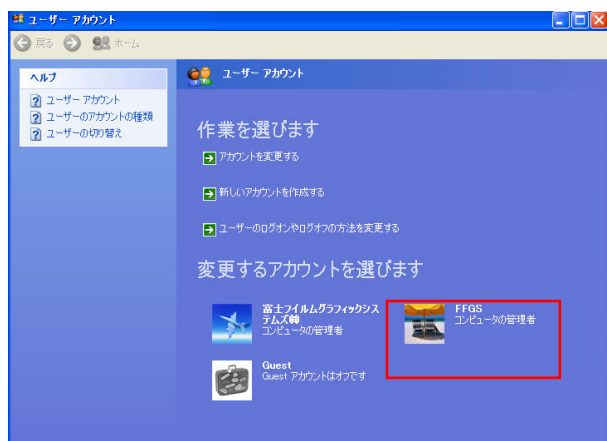 ユーザー アカウント
戻る
ホーム
ヘルプ
ユーザー アカウント
ユーザーのアカウントの種類
ユーザーの切り替え
ユーザー アカウント
作業を選びます
アカウントを変更する
新しいアカウントを作成する
ユーザーのログオンやログオフの方法を変更する
変更するアカウントを選びます
富士フイルムグラフィックシス
テムズ㈱
コンピュータの管理者
FFGS
コンピュータの管理者
Guest
Guest アカウントはオフです